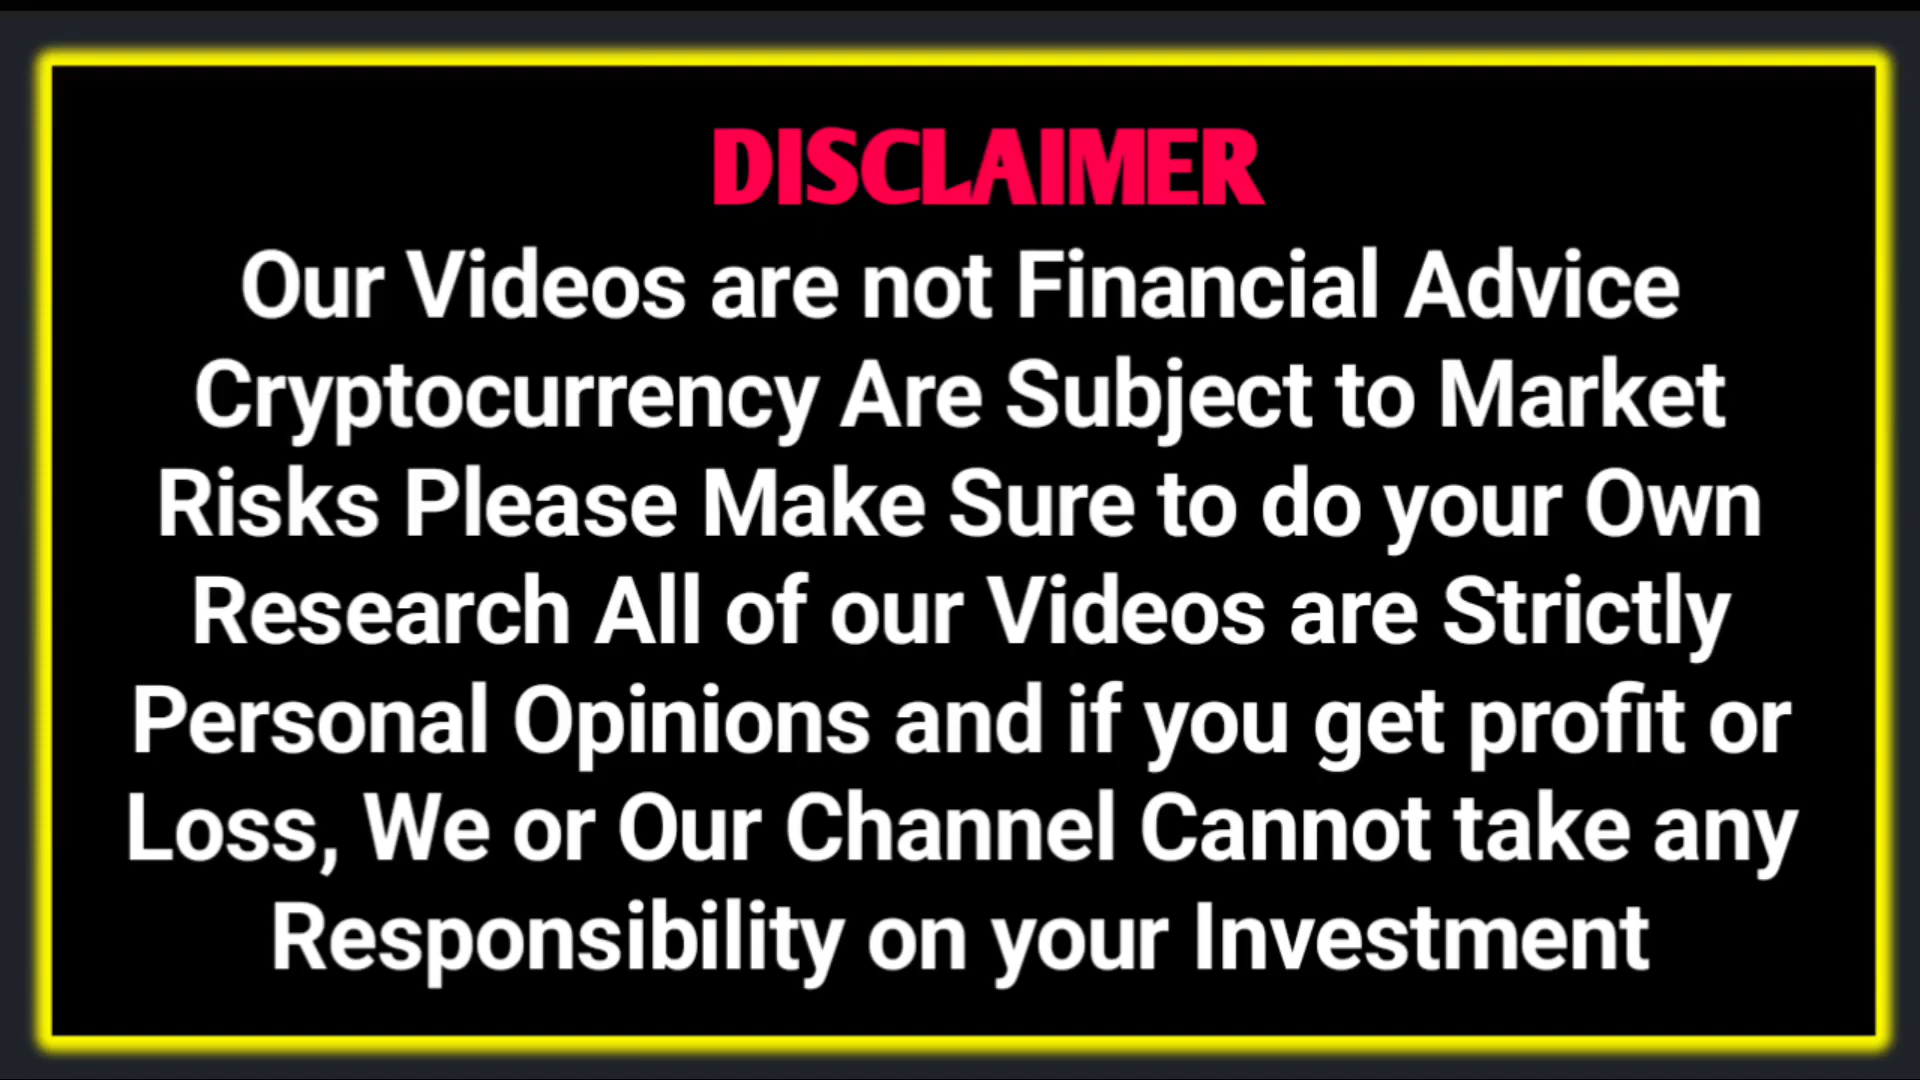 DISCLAIMER
Our Videos are not Financial Advice
Cryptocurrency Are Subject to Market
Risks Please Make Sure to do your Own
Research All of our Videos are Strictly
Personal Opinions and if you get profit or
Loss, We or Our Channel Cannot take any
Responsibility on your Investment